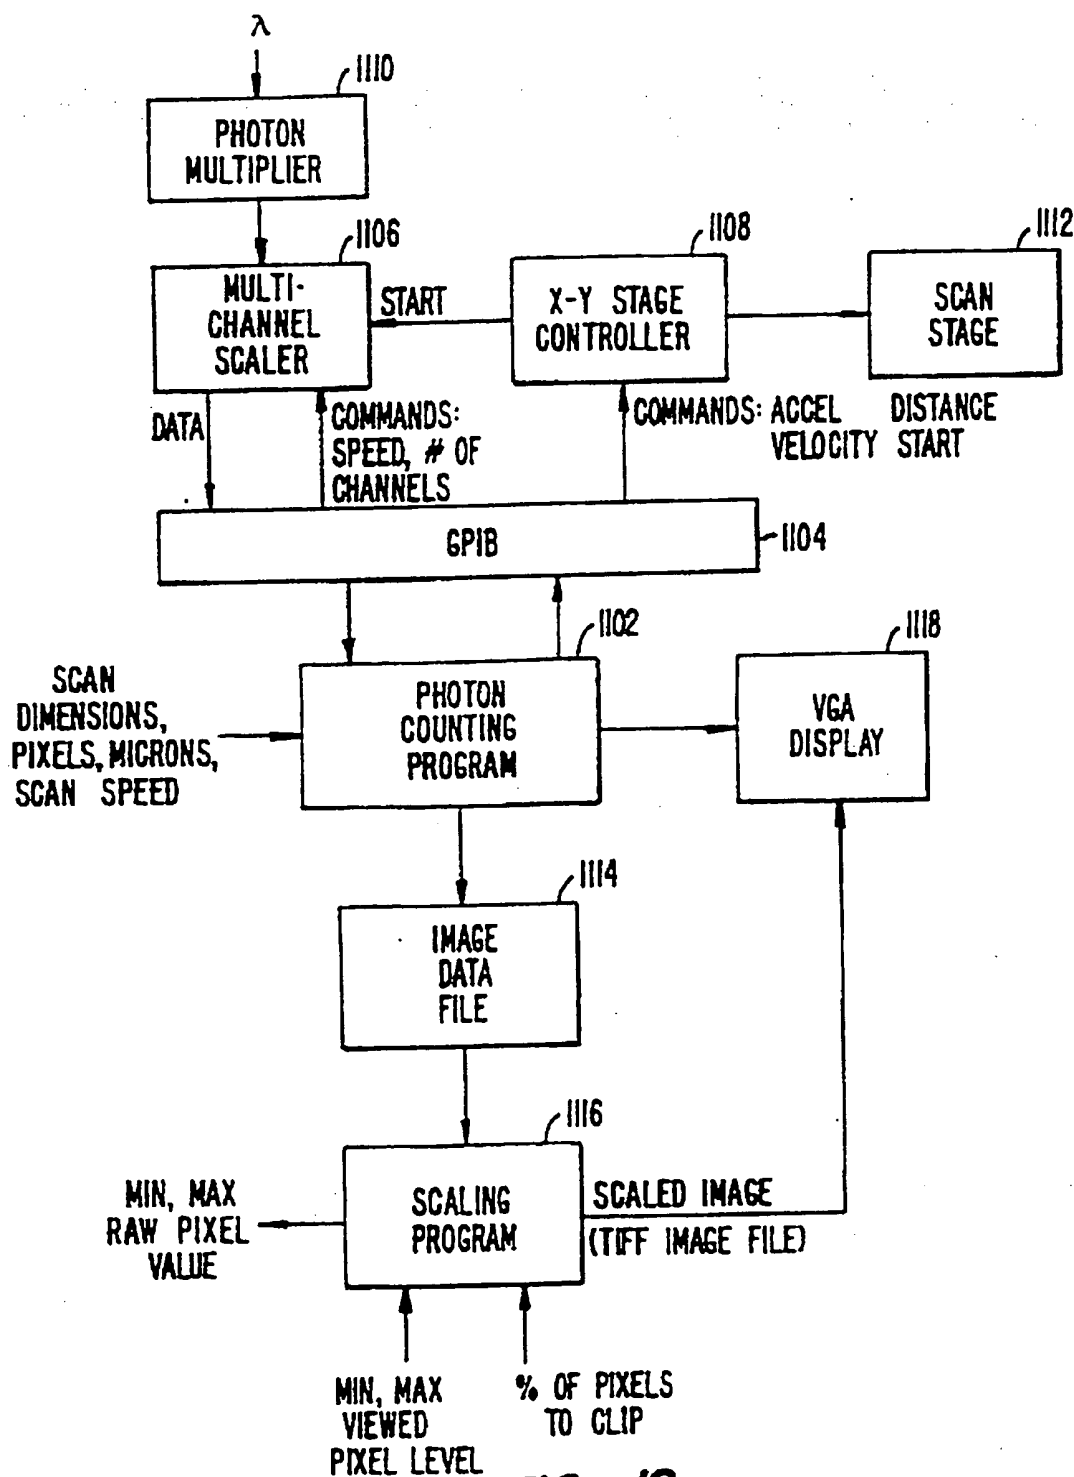 λ
1110
PHOTON
MULTIPLIER
1106
MULTI-
CHANNEL
SCALER
START
1108
X-Y STAGE
CONTROLLER
1112
SCAN
STAGE
DATA
COMMANDS:
SPEED, # OF
CHANNELS
COMMANDS: ACCEL DISTANCE
VELOCITY START
GPIB
1104
1102
PHOTON
COUNTING
PROGRAM
SCAN
DIMENSIONS,
PIXELS, MICRONS,
SCAN SPEED
1118
VGA
DISPLAY
1114
IMAGE
DATA
FILE
1116
SCALING
PROGRAM
MIN, MAX
RAW PIXEL
VALUE
SCALED IMAGE
(TIFF IMAGE FILE)
MIN, MAX
VIEWED
PIXEL LEVEL
% OF PIXELS
TO CLIP